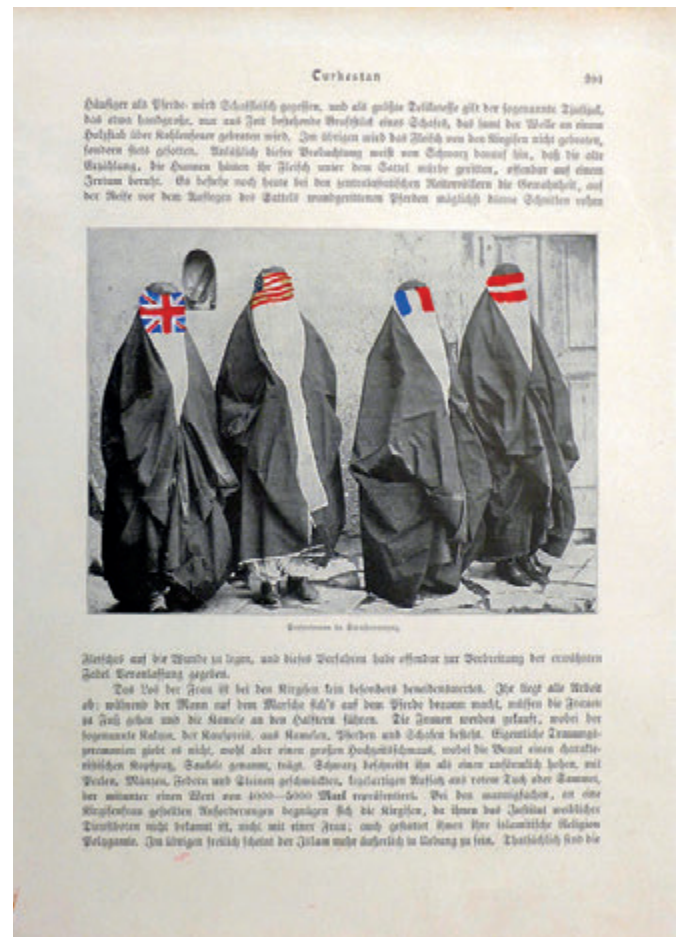 Turkestan
Häufiger als Pferde- wird Schaffleisch gegessen, und als größte Delikatesse gilt der sogenannte
das etwa handgroße, nur aus Fett bestehende Bruststück eines Schafes, das samt der Wolle an einem
Holzstab über Kohlenfeuer gebraten wird. Im übrigen wird das Fleisch von den Kirgisen nicht gebraten,
sondern stets gesotten. Anläßlich dieser Beobachtung weist von Schwarz darauf hin, daß die alte
Erzählung, die Hunnen hätten ihr Fleisch unter dem Sattel mürbe geritten, offenbar auf einem
Irrtum beruhe. Es bestehe noch heute bei den zentralasiatischen Reitervölkern die Gewohnheit, auf
der Reise vor dem Auflegen des Sattels wundgerittenen Pferden möglichst dünne Schnitten rohen
Perserinnen in
Fleisches auf die Wunde zu legen, und dieses Verfahren habe offenbar zur Verbreitung der erwähnten
Fabel Veranlassung gegeben.
Das Los der Frau ist bei den Kirgisen kein besonders beneidenswertes. Ihr liegt alle Arbeit
ob; während der Mann auf dem Marsche sich's auf dem Pferde bequem macht, müssen die Frauen
zu Fuß gehen und die Kamele an den Halftern führen. Die Frauen werden gekauft, wobei der
sogenannte Kalym, der Kaufpreis, aus Kamelen, Pferden und Schafen besteht. Eigentliche Trauungs-
zeremonien giebt es nicht, wohl aber einen großen Hochzeitsschmaus, wobei die Braut einen charakte-
ristischen Kopfputz, Saukele genannt, trägt. Schwarz beschreibt ihn als einen unförmlich hohen, mit
Perlen, Münzen, Federn und Steinen geschmückten, kegelartigen Aufsatz aus rotem Tuch oder Sammet,
der mitunter einen Wert von 4000—5000 Mark repräsentiert. Bei den mannigfachen, an eine
Kirgisenfrau gestellten Anforderungen begnügen sich die Kirgisen, da ihnen das Institut weiblicher
Dienstboten nicht bekannt ist, nicht mit einer Frau; auch gestattet ihnen ihre islamitische Religion
Polygamie. Im übrigen freilich scheint der Islam mehr äußerlich in Uebung zu sein. Thatsächlich sind die